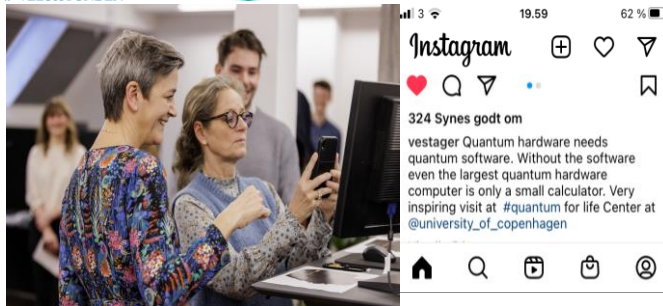 3
19.59
62 %
Instagram
324 Synes godt om
vestager Quantum hardware needs
quantum software. Without the software
even the largest quantum hardware
computer is only a small calculator. Very
inspiring visit at #quantum for life Center at
@university_of_copenhagen